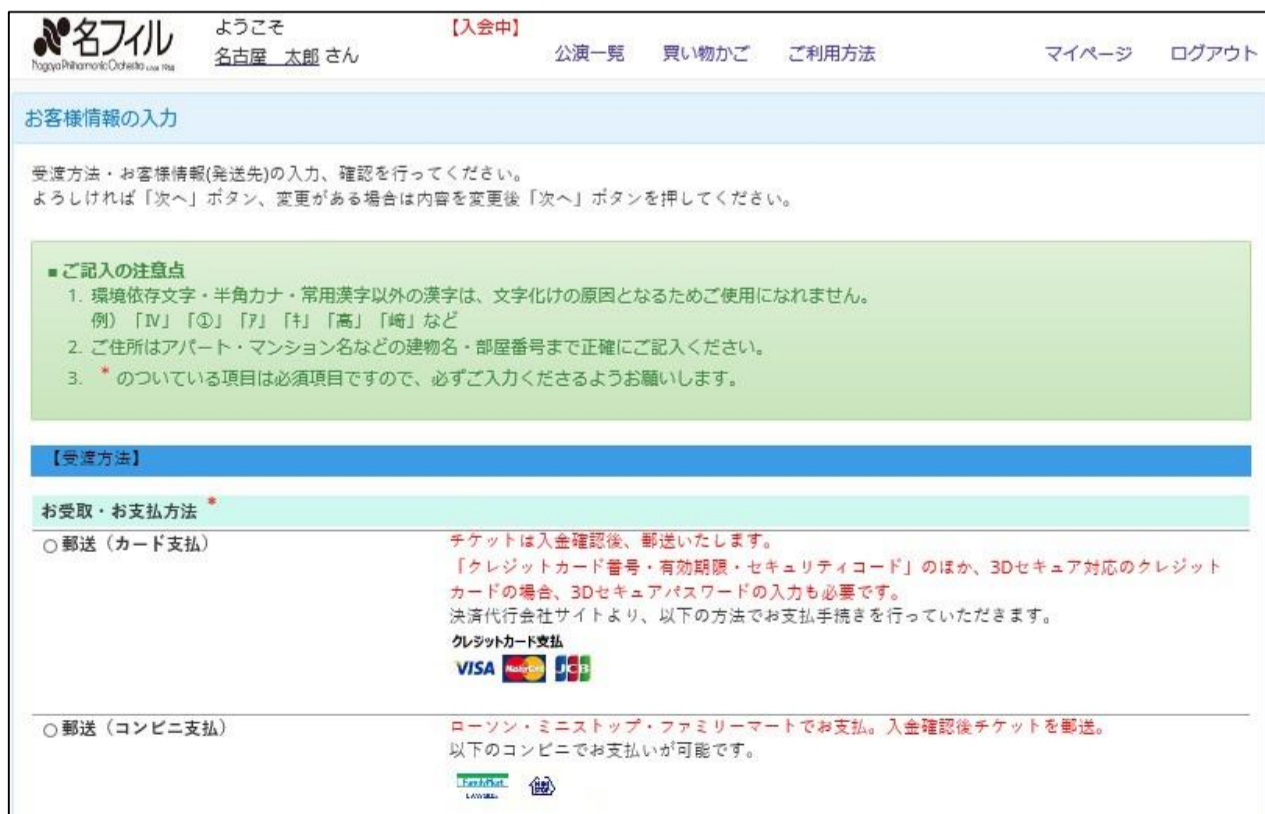 名フィル
Nagoya Philharmonic Orchestra since 1966
ようこそ
名古屋　太郎 さん
【入会中】
公演一覧　買い物かご　ご利用方法　マイページ　ログアウト
お客様情報の入力
受渡方法・お客様情報(発送先)の入力、確認を行ってください。
よろしければ「次へ」ボタン、変更がある場合は内容を変更後「次へ」ボタンを押してください。
■ご記入の注意点
1. 環境依存文字・半角カナ・常用漢字以外の漢字は、文字化けの原因となるためご使用になれません。
例）「Ⅳ」「①」「ｱ」「ｷ」「髙」「﨑」など
2. ご住所はアパート・マンション名などの建物名・部屋番号まで正確にご記入ください。
3. * のついている項目は必須項目ですので、必ずご入力くださるようお願いします。
【受渡方法】
お受取・お支払方法 *
○郵送（カード支払）
チケットは入金確認後、郵送いたします。
「クレジットカード番号・有効期限・セキュリティコード」のほか、3Dセキュア対応のクレジット
カードの場合、3Dセキュアパスワードの入力も必要です。
決済代行会社サイトより、以下の方法でお支払手続きを行っていただきます。
クレジットカード支払
VISA MasterCard JCB
○郵送（コンビニ支払）
ローソン・ミニストップ・ファミリーマートでお支払。入金確認後チケットを郵送。
以下のコンビニでお支払いが可能です。
FamilyMart
LAWSON